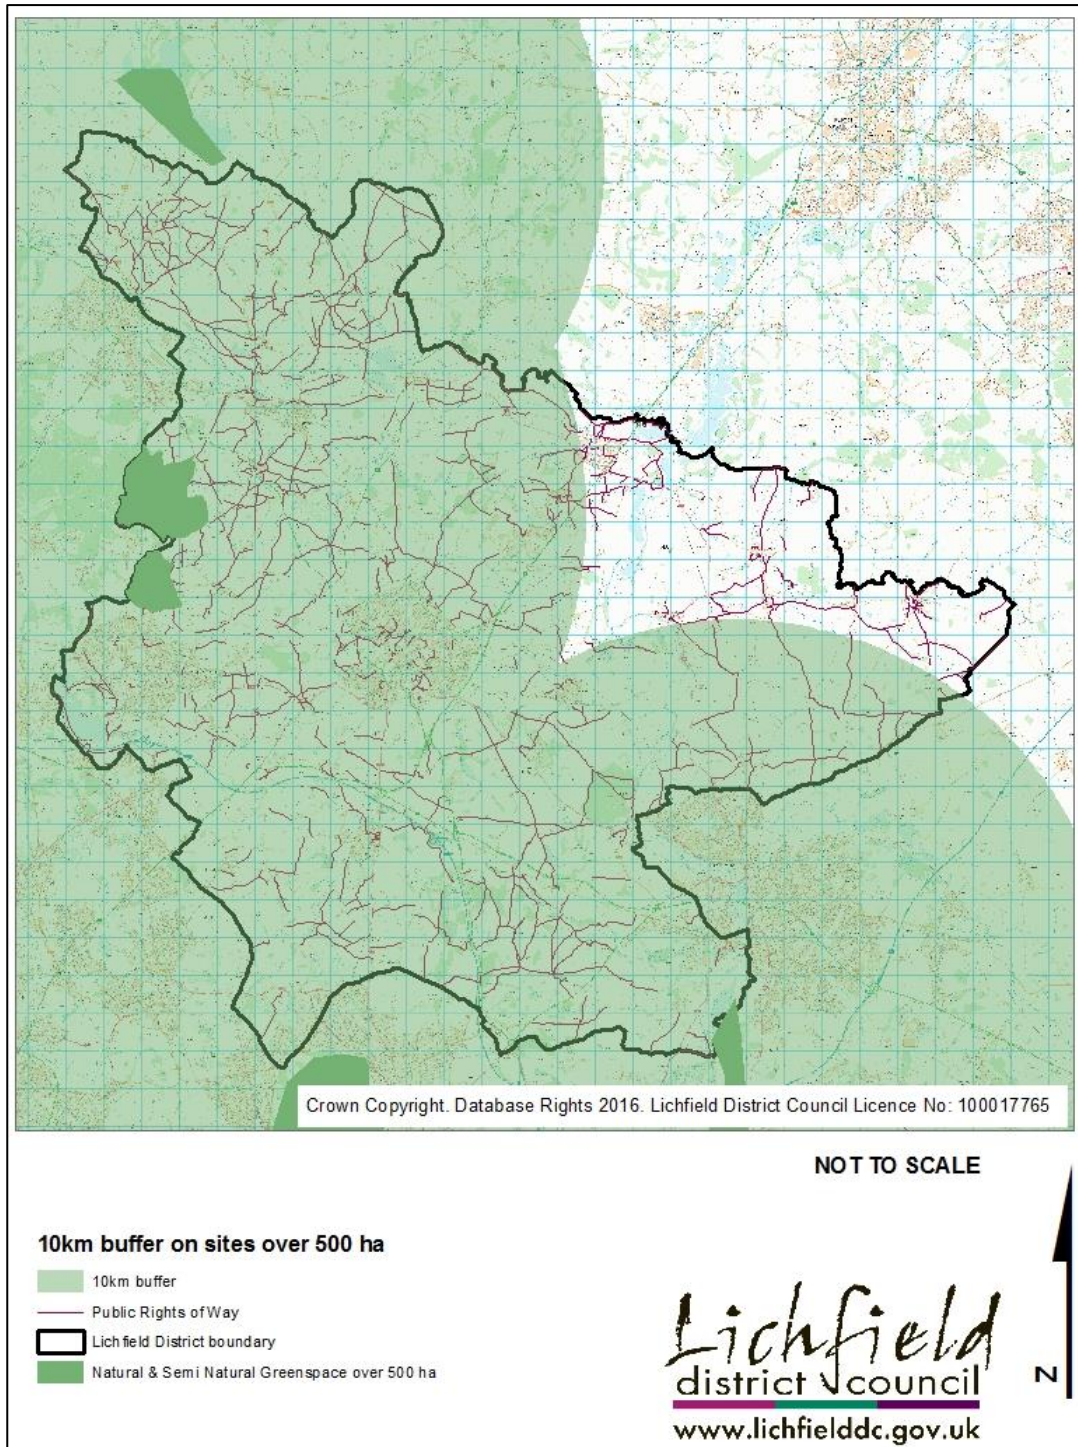 Crown Copyright. Database Rights 2016. Lichfield District Council Licence No: 100017765
NOT TO SCALE
10km buffer on sites over 500 ha
10km buffer
Public Rights of Way
Lichfield District boundary
Natural & Semi Natural Greenspace over 500 ha
Lichfield
district council
www.lichfielddc.gov.uk
N